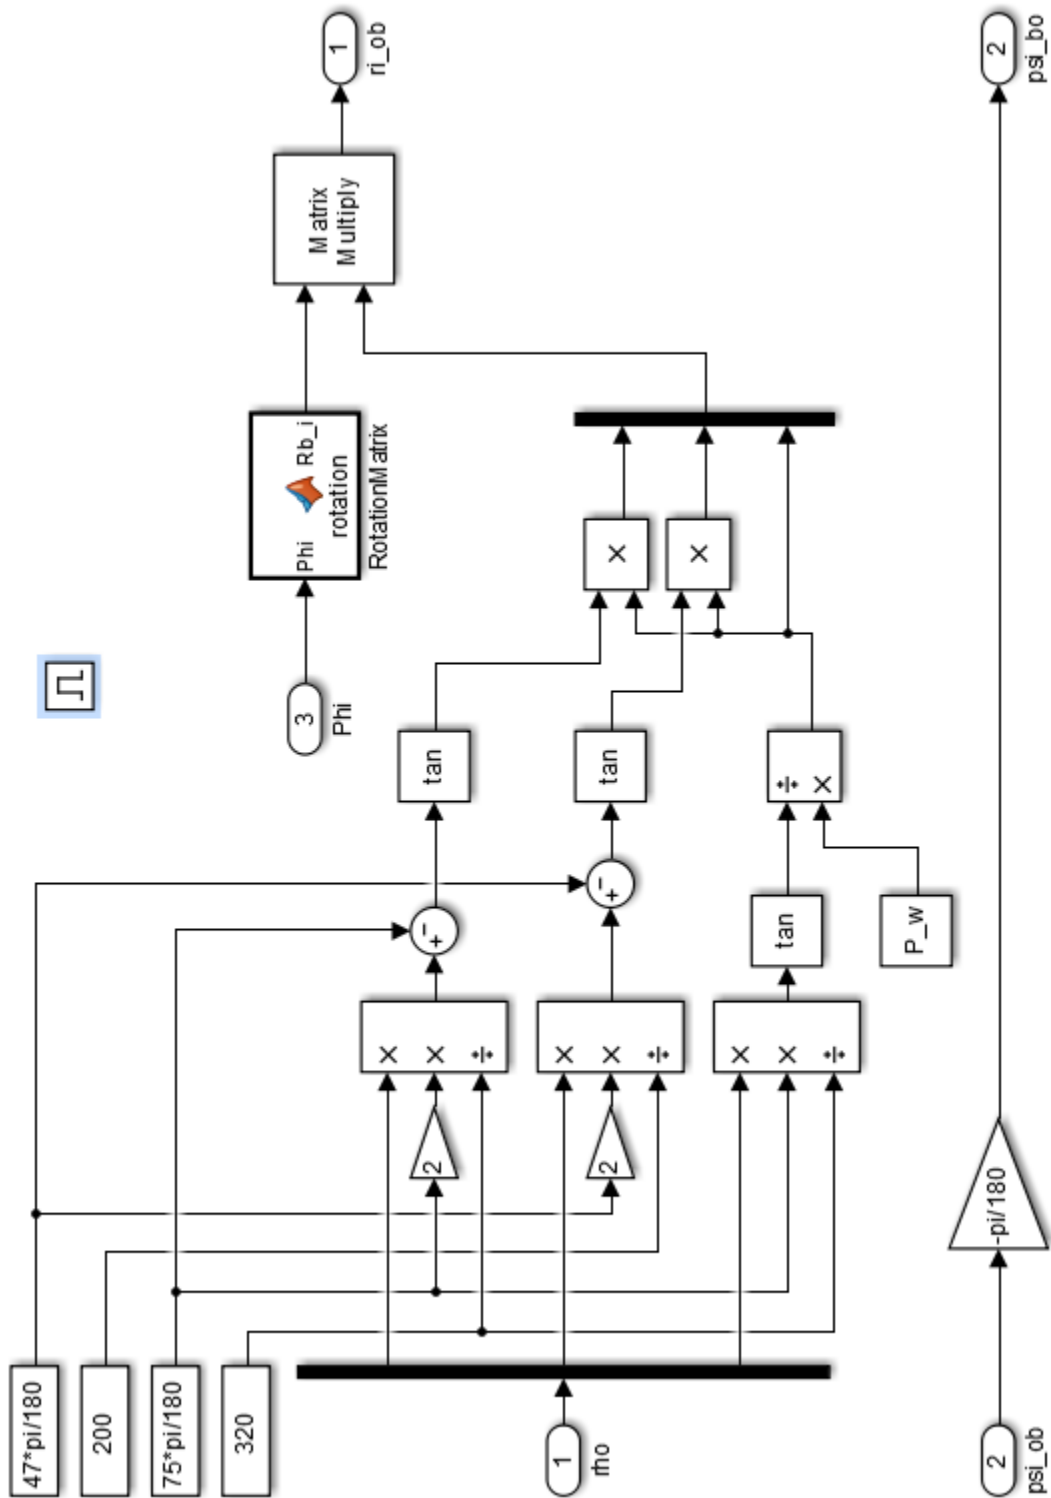 47*pi/180
200
75*pi/180
320
1
rho
2
2
×
×
÷
×
×
÷
×
×
÷
+
-
+
-
tan
P_w
tan
tan
÷
×
3
Phi
Phi
Rb_i
rotation
RotationMatrix
×
×
Matrix
Multiply
1
ri_ob
2
psi_ob
-pi/180
2
psi_bo